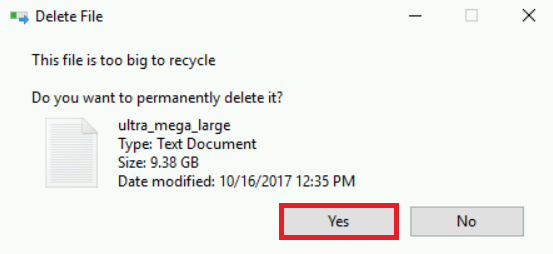 Delete File
This file is too big to recycle
Do you want to permanently delete it?
ultra_mega_large
Type: Text Document
Size: 9.38 GB
Date modified: 10/16/2017 12:35 PM
Yes No